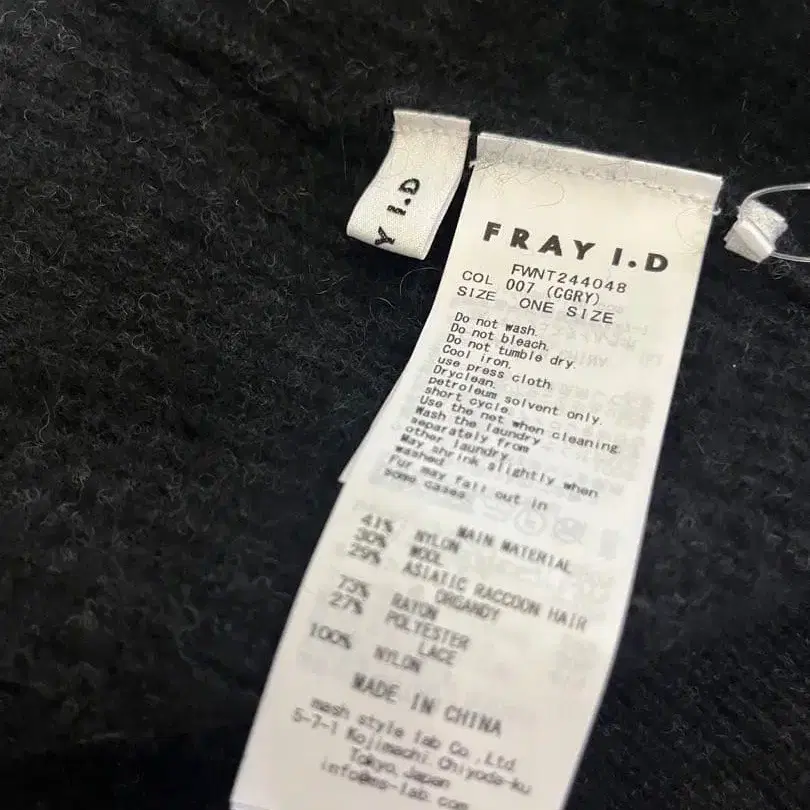 Y I.D
FRAY I.D
FWNT244048
COL 007 (CGRY)
SIZE ONE SIZE
Do not wash.
Do not bleach.
Do not tumble dry.
Cool iron.
use press cloth.
Dryclean.
petroleum solvent only.
short cycle.
Use the net when cleaning.
Wash the laundry
separately from
other laundry.
May shrink slightly when
washed.
Fur may fall out in
some cases.
MAIN MATERIAL
41% NYLON
30% WOOL
29% ASIATIC RACCOON HAIR
ORGANDY
73% RAYON
27% POLYESTER
LACE
100% NYLON
MADE IN CHINA
mash style lab Co.,Ltd.
5-7-1 Kojimachi,Chiyoda-ku
Tokyo,Japan
info@ms-lab.com